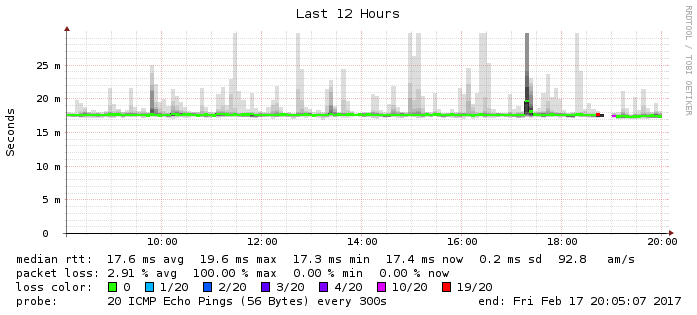 Last 12 Hours
RRDTOOL / TOBI OETIKER
Seconds
25 m
20 m
15 m
10 m
5 m
0
10:00 12:00 14:00 16:00 18:00 20:00
median rtt: 17.6 ms avg 19.6 ms max 17.3 ms min 17.4 ms now 0.2 ms sd 92.8 am/s
packet loss: 2.91 % avg 100.00 % max 0.00 % min 0.00 % now
loss color: 0 1/20 2/20 3/20 4/20 10/20 19/20
probe: 20 ICMP Echo Pings (56 Bytes) every 300s end: Fri Feb 17 20:05:07 2017